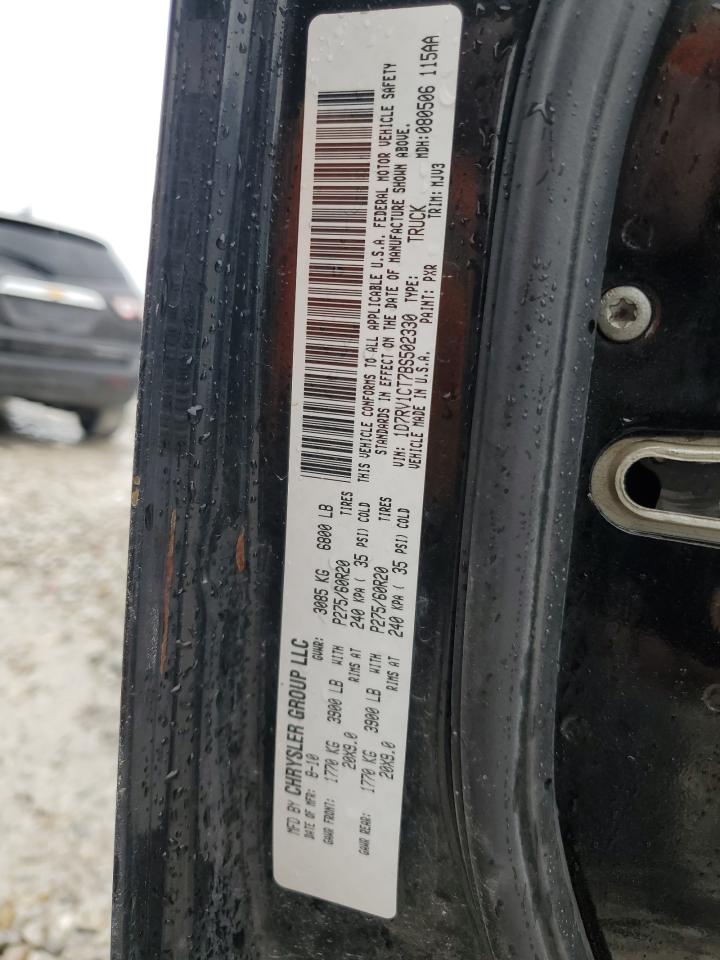 MFD BY CHRYSLER GROUP LLC
DATE OF MFR: 8-10 GVWR: 3085 KG 6800 LB
GAWR FRONT: 1770 KG 3900 LB WITH P275/60R20 TIRES
20X9.0 RIMS AT 240 KPA ( 35 PSI) COLD
GAWR REAR: 1770 KG 3900 LB WITH P275/60R20 TIRES
20X9.0 RIMS AT 240 KPA ( 35 PSI) COLD
THIS VEHICLE CONFORMS TO ALL APPLICABLE U.S.A. FEDERAL MOTOR VEHICLE SAFETY
STANDARDS IN EFFECT ON THE DATE OF MANUFACTURE SHOWN ABOVE.
VIN: 1D7RV1CT7BS502330 TYPE: TRUCK MDH:080506 115AA
VEHICLE MADE IN U.S.A. PAINT: PXR TRIM: MJV3